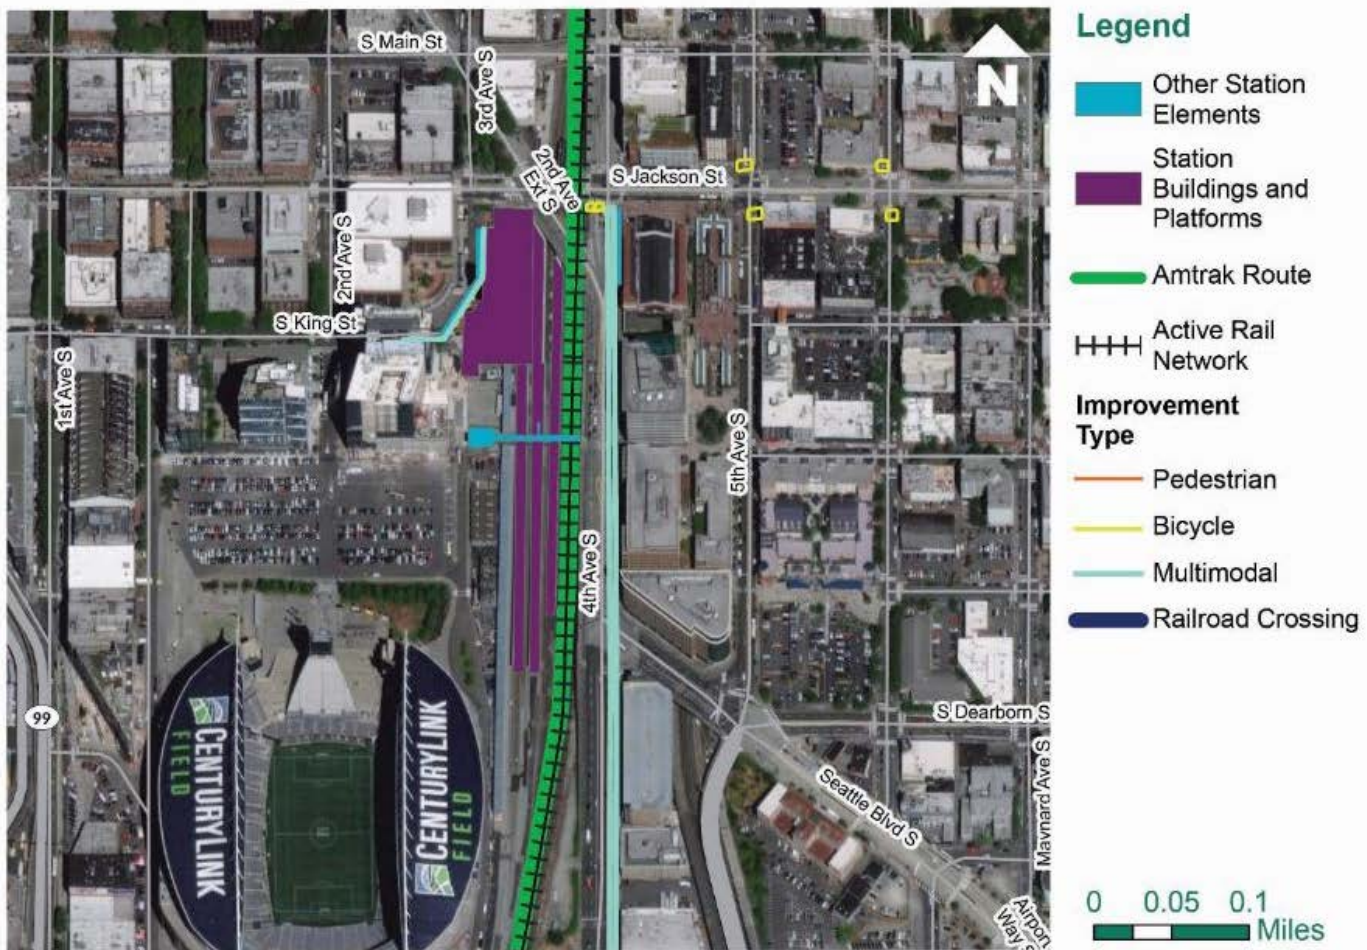 S Main St
3rd Ave S
2nd Ave
Ext S
S Jackson St
2nd Ave S
S King St
1st Ave S
5th Ave S
4th Ave S
99
CENTURYLINK
FIELD
CENTURYLINK
FIELD
S Dearborn S
Seattle Blvd S
Maynard Ave S
Airport
Way S
N
Legend
Other Station
Elements
Station
Buildings and
Platforms
Amtrak Route
Active Rail
Network
Improvement
Type
Pedestrian
Bicycle
Multimodal
Railroad Crossing
0 0.05 0.1
Miles